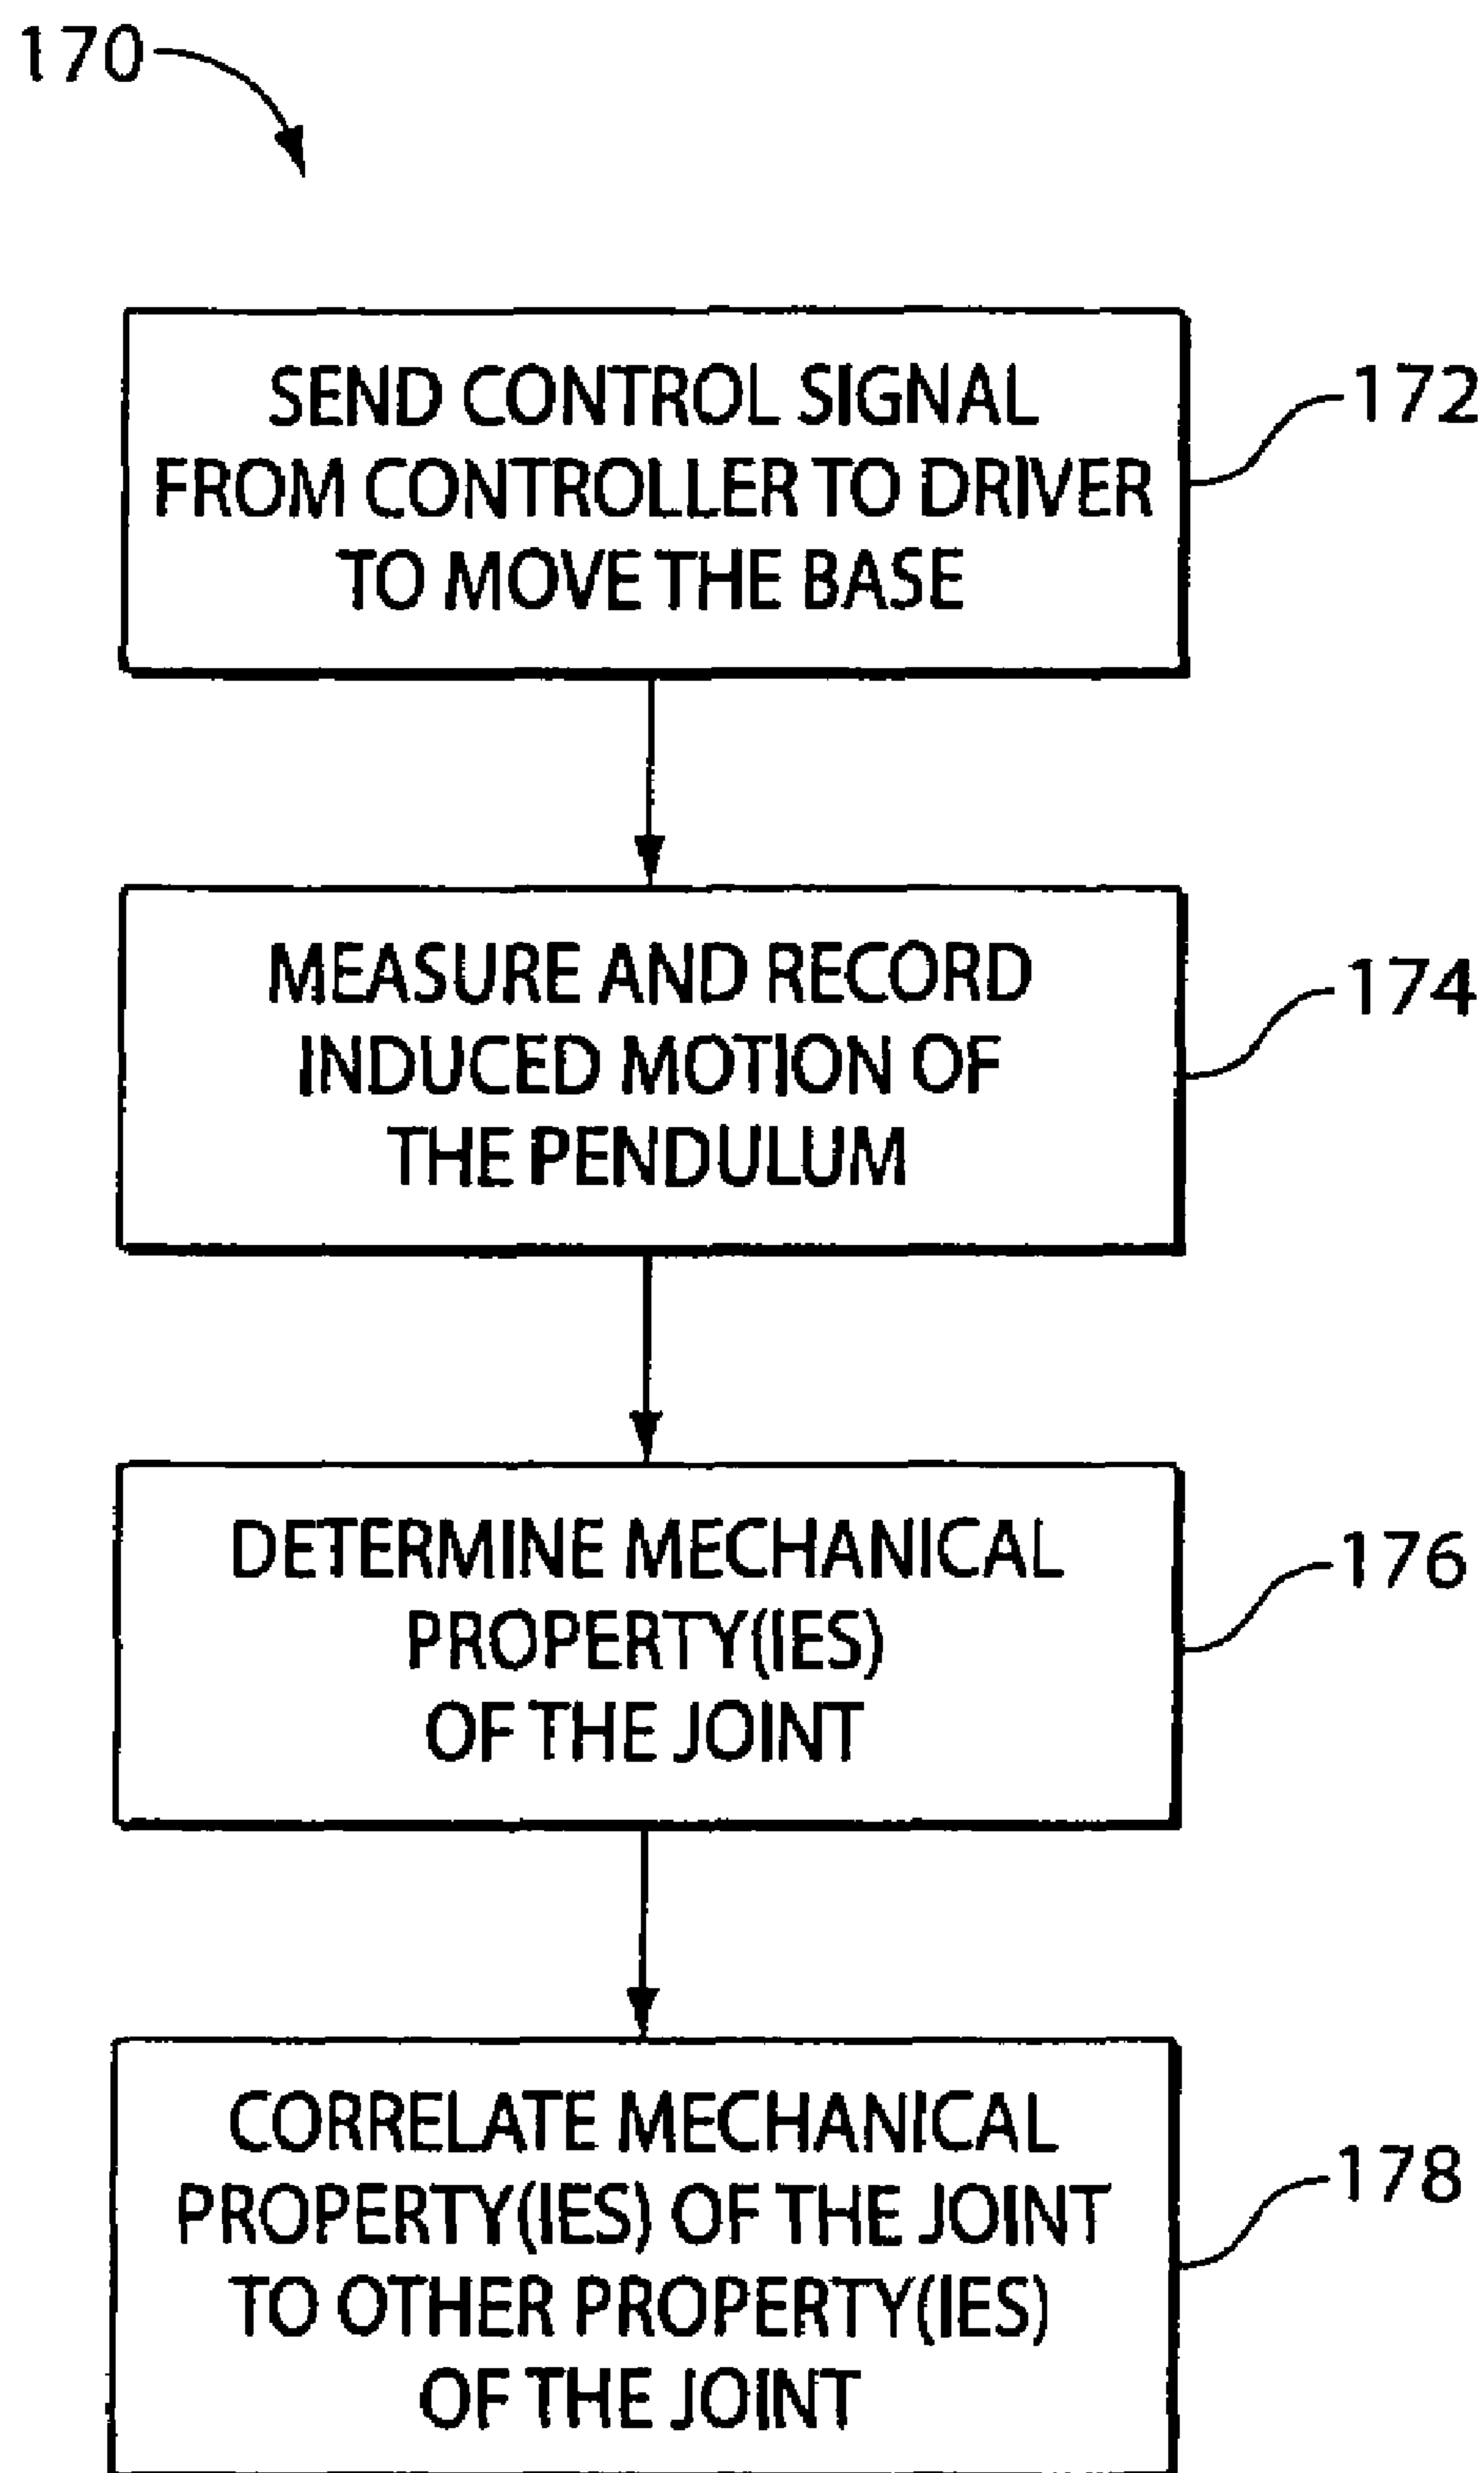 170
SEND CONTROL SIGNAL
FROM CONTROLLER TO DRIVER
TO MOVE THE BASE
172
MEASURE AND RECORD
INDUCED MOTION OF
THE PENDULUM
174
DETERMINE MECHANICAL
PROPERTY(IES)
OF THE JOINT
176
CORRELATE MECHANICAL
PROPERTY(IES) OF THE JOINT
TO OTHER PROPERTY(IES)
OF THE JOINT
178